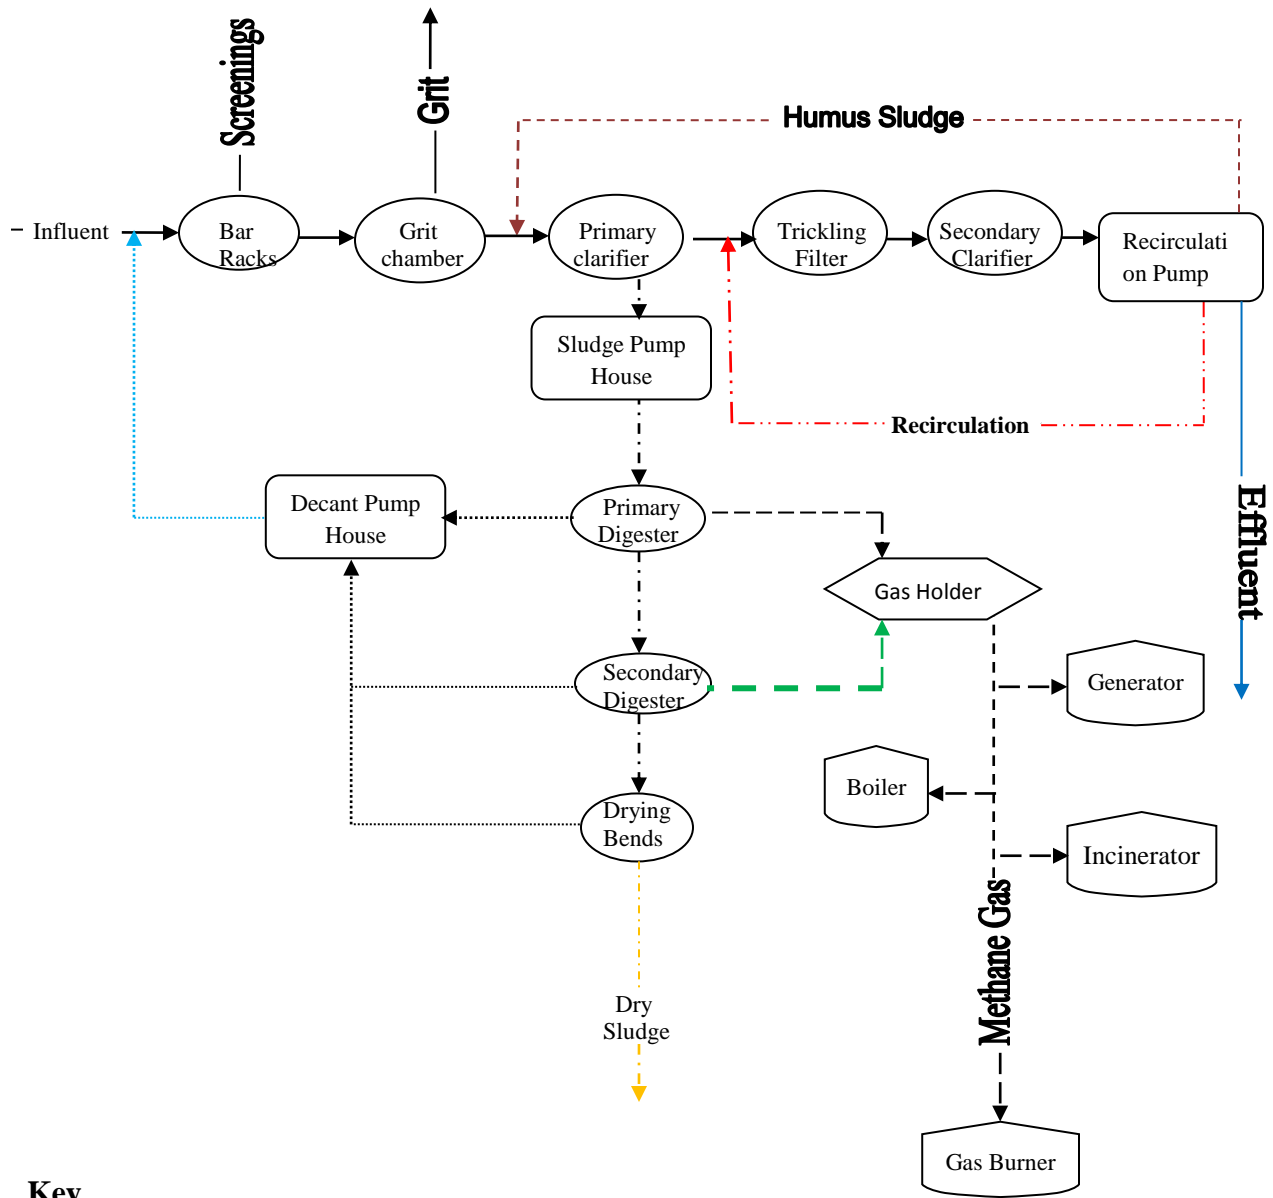 Screenings
Grit
Humus Sludge
Influent
Bar
Racks
Grit
chamber
Primary
clarifier
Trickling
Filter
Secondary
Clarifier
Recirculati
on Pump
Sludge Pump
House
Recirculation
Decant Pump
House
Primary
Digester
Effluent
Gas Holder
Secondary
Digester
Generator
Boiler
Drying
Bends
Incinerator
Methane Gas
Dry
Sludge
Gas Burner
Key